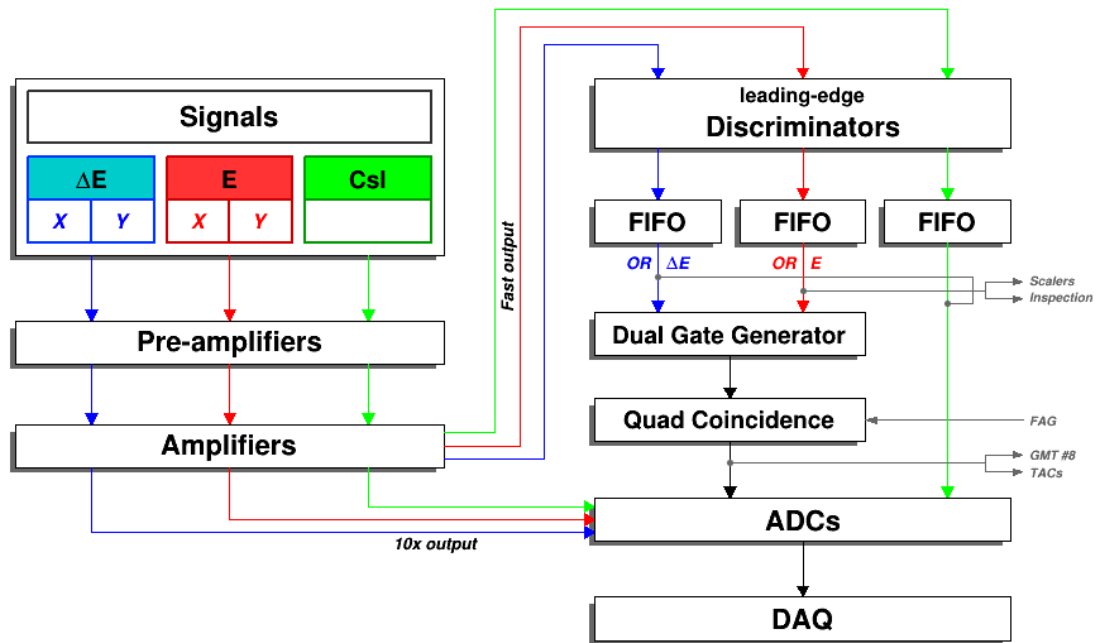 Signals
ΔE
E
CsI
X
Y
X
Y
Pre-amplifiers
Amplifiers
Fast output
10x output
leading-edge
Discriminators
FIFO
FIFO
FIFO
OR ΔE
OR E
Scalers
Inspection
Dual Gate Generator
Quad Coincidence
FAG
GMT #8
TACs
ADCs
DAQ